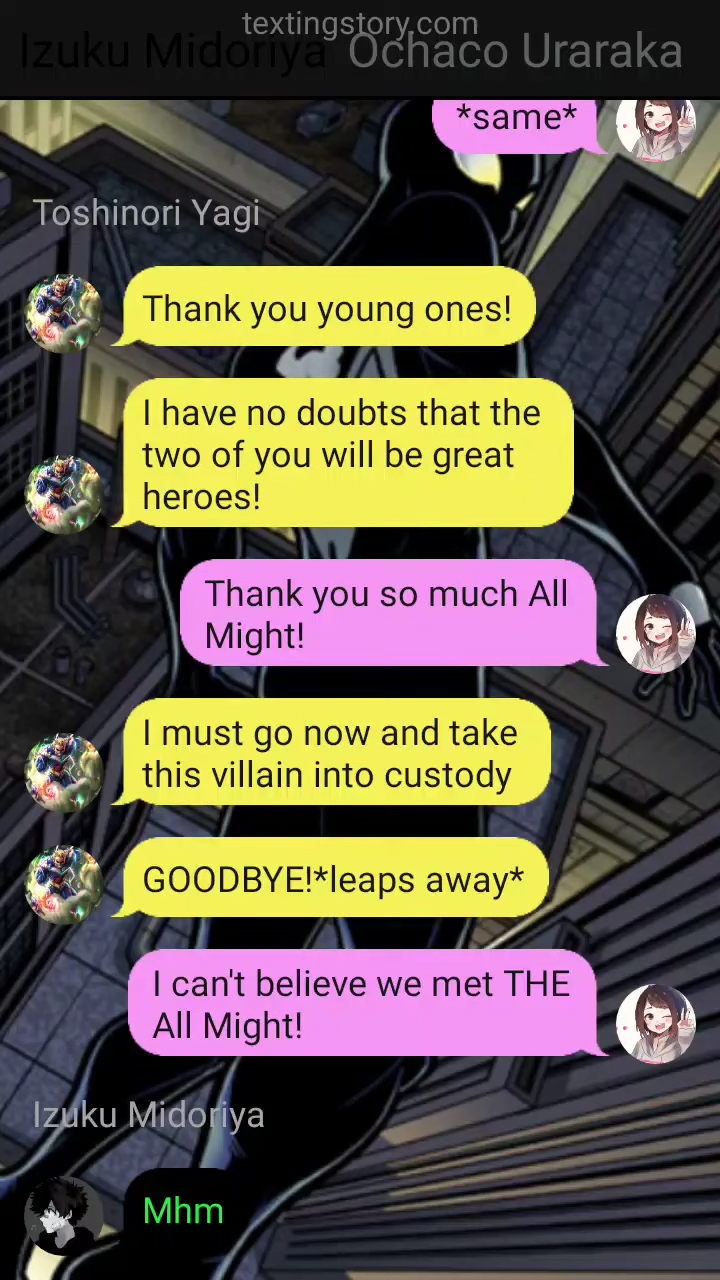 textingstory.com
Izuku Midoriya Ochaco Uraraka
*same*
Toshinori Yagi
Thank you young ones!
I have no doubts that the
two of you will be great
heroes!
Thank you so much All
Might!
I must go now and take
this villain into custody
GOODBYE!*leaps away*
I can't believe we met THE
All Might!
Izuku Midoriya
Mhm